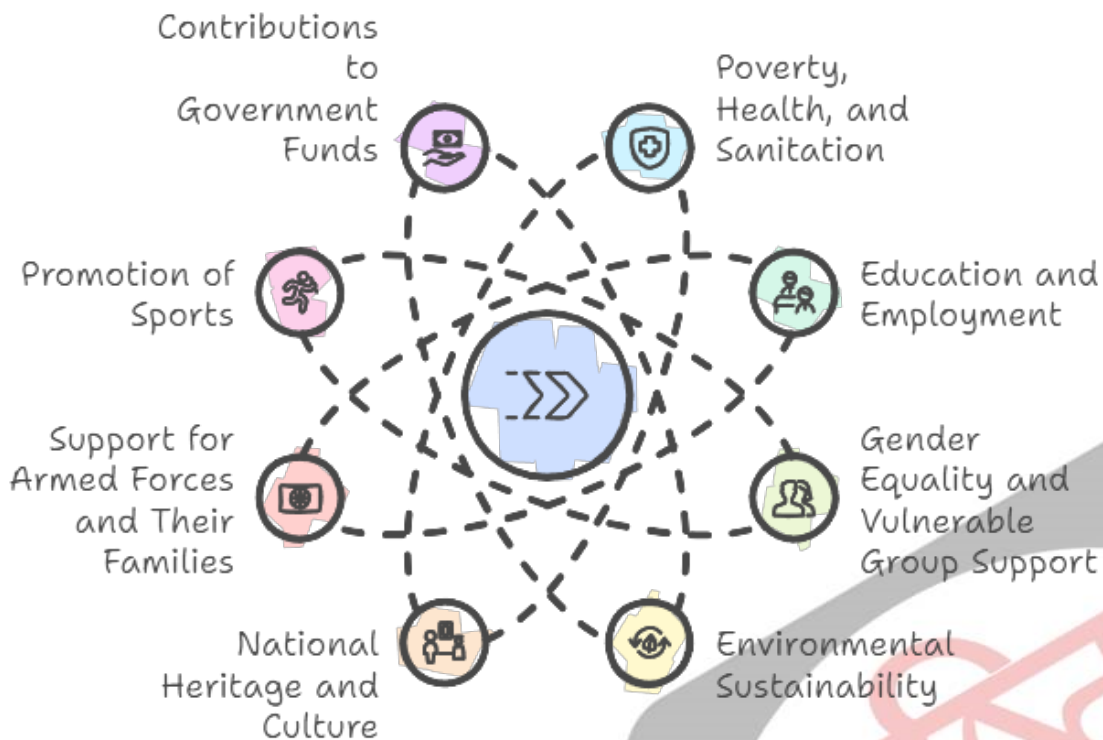 Contributions
to
Government
Funds
Poverty,
Health, and
Sanitation
Promotion of
Sports
Education and
Employment
Support for
Armed Forces
and Their
Families
Gender
Equality and
Vulnerable
Group Support
National
Heritage and
Culture
Environmental
Sustainability